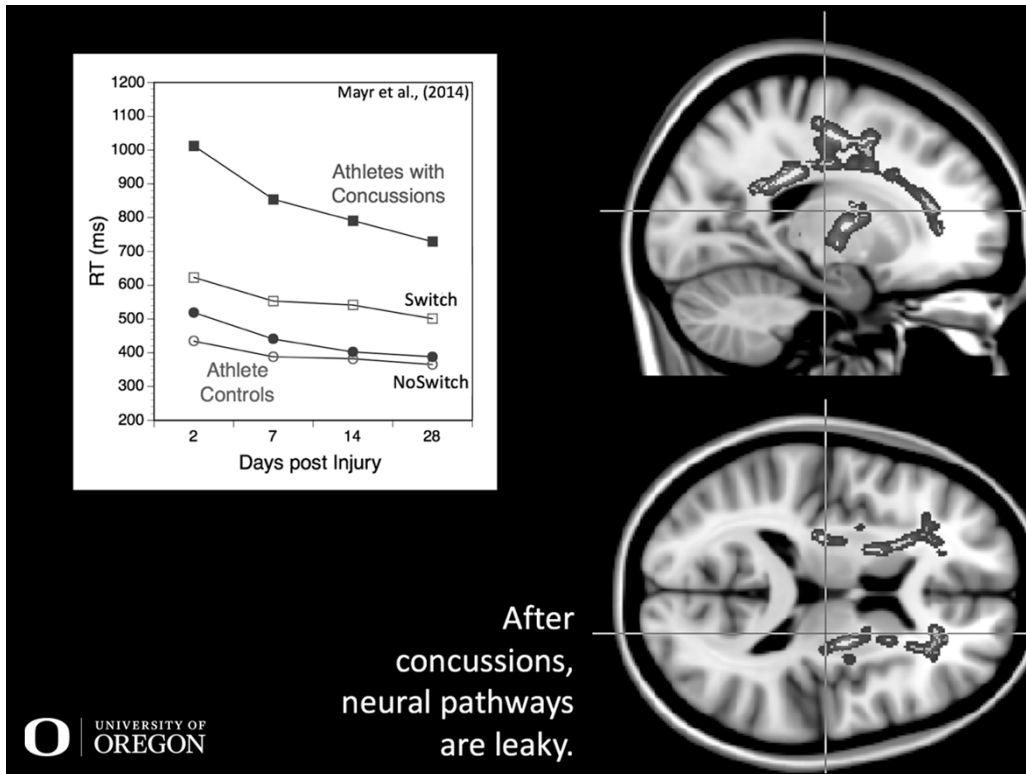 1200
1100
1000
900
800
700
600
500
400
300
200
RT (ms)
Mayr et al., (2014)
Athletes with
Concussions
Switch
Athlete
Controls
NoSwitch
2 7 14 28
Days post Injury
After
concussions,
neural pathways
are leaky.
O
UNIVERSITY OF
OREGON